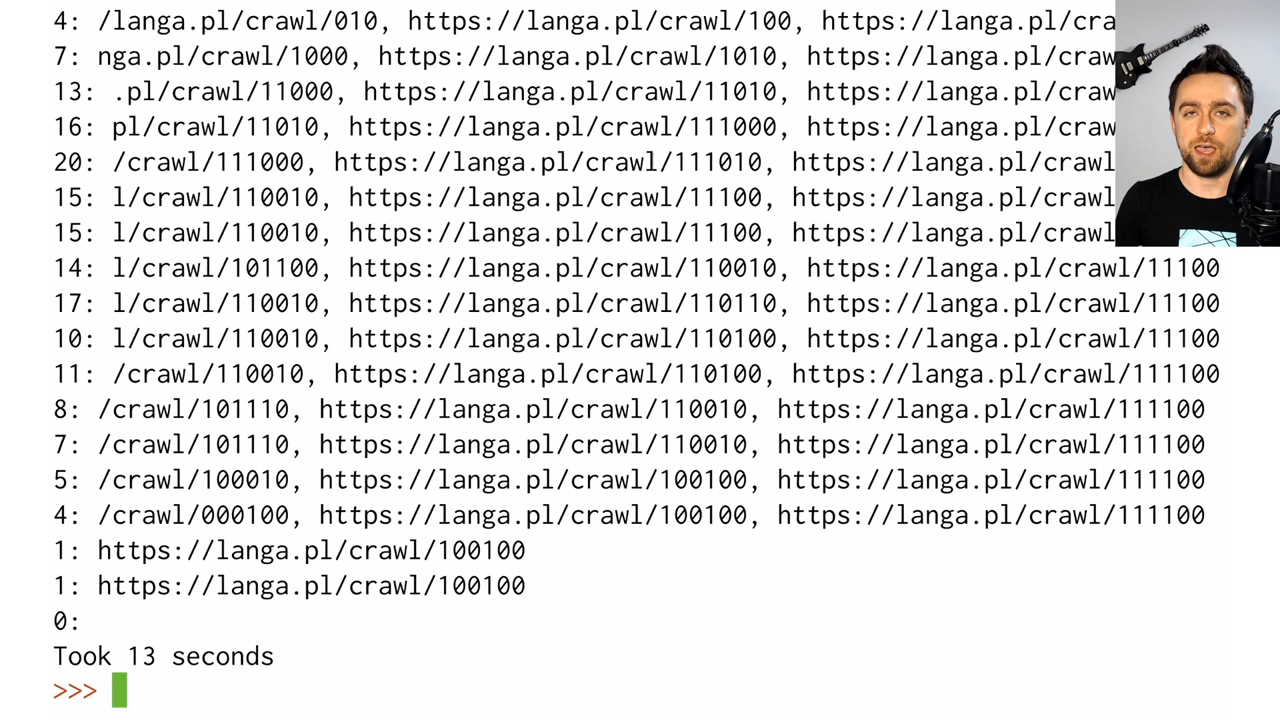 4: /langa.pl/crawl/010, https://langa.pl/crawl/100, https://langa.pl/cra
7: nga.pl/crawl/1000, https://langa.pl/crawl/1010, https://langa.pl/craw
13: .pl/crawl/11000, https://langa.pl/crawl/11010, https://langa.pl/craw
16: pl/crawl/11010, https://langa.pl/crawl/111000, https://langa.pl/craw
20: /crawl/111000, https://langa.pl/crawl/111010, https://langa.pl/crawl
15: l/crawl/110010, https://langa.pl/crawl/11100, https://langa.pl/crawl
15: l/crawl/110010, https://langa.pl/crawl/11100, https://langa.pl/crawl
14: l/crawl/101100, https://langa.pl/crawl/110010, https://langa.pl/crawl/11100
17: l/crawl/110010, https://langa.pl/crawl/110110, https://langa.pl/crawl/11100
10: l/crawl/110010, https://langa.pl/crawl/110100, https://langa.pl/crawl/11100
11: /crawl/110010, https://langa.pl/crawl/110100, https://langa.pl/crawl/111100
8: /crawl/101110, https://langa.pl/crawl/110010, https://langa.pl/crawl/111100
7: /crawl/101110, https://langa.pl/crawl/110010, https://langa.pl/crawl/111100
5: /crawl/100010, https://langa.pl/crawl/100100, https://langa.pl/crawl/111100
4: /crawl/000100, https://langa.pl/crawl/100100, https://langa.pl/crawl/111100
1: https://langa.pl/crawl/100100
1: https://langa.pl/crawl/100100
0:
Took 13 seconds
>>>